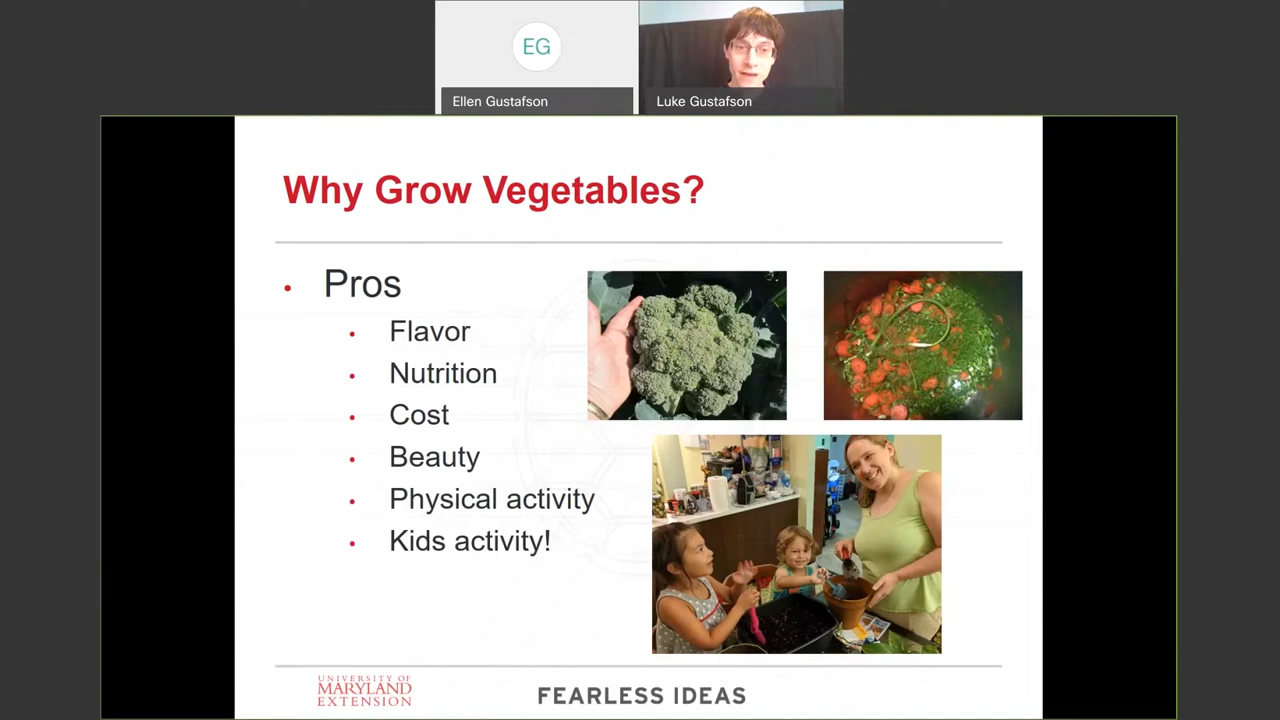 EG
Ellen Gustafson
Luke Gustafson
Why Grow Vegetables?
• Pros
• Flavor
• Nutrition
• Cost
• Beauty
• Physical activity
• Kids activity!
UNIVERSITY OF
MARYLAND
EXTENSION
FEARLESS IDEAS